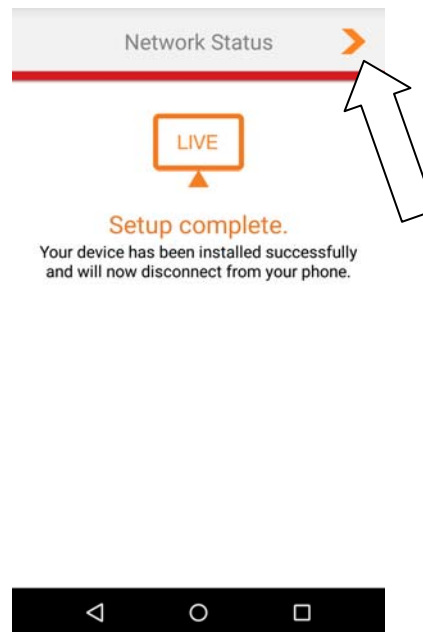 Network Status
LIVE
Setup complete.
Your device has been installed successfully
and will now disconnect from your phone.